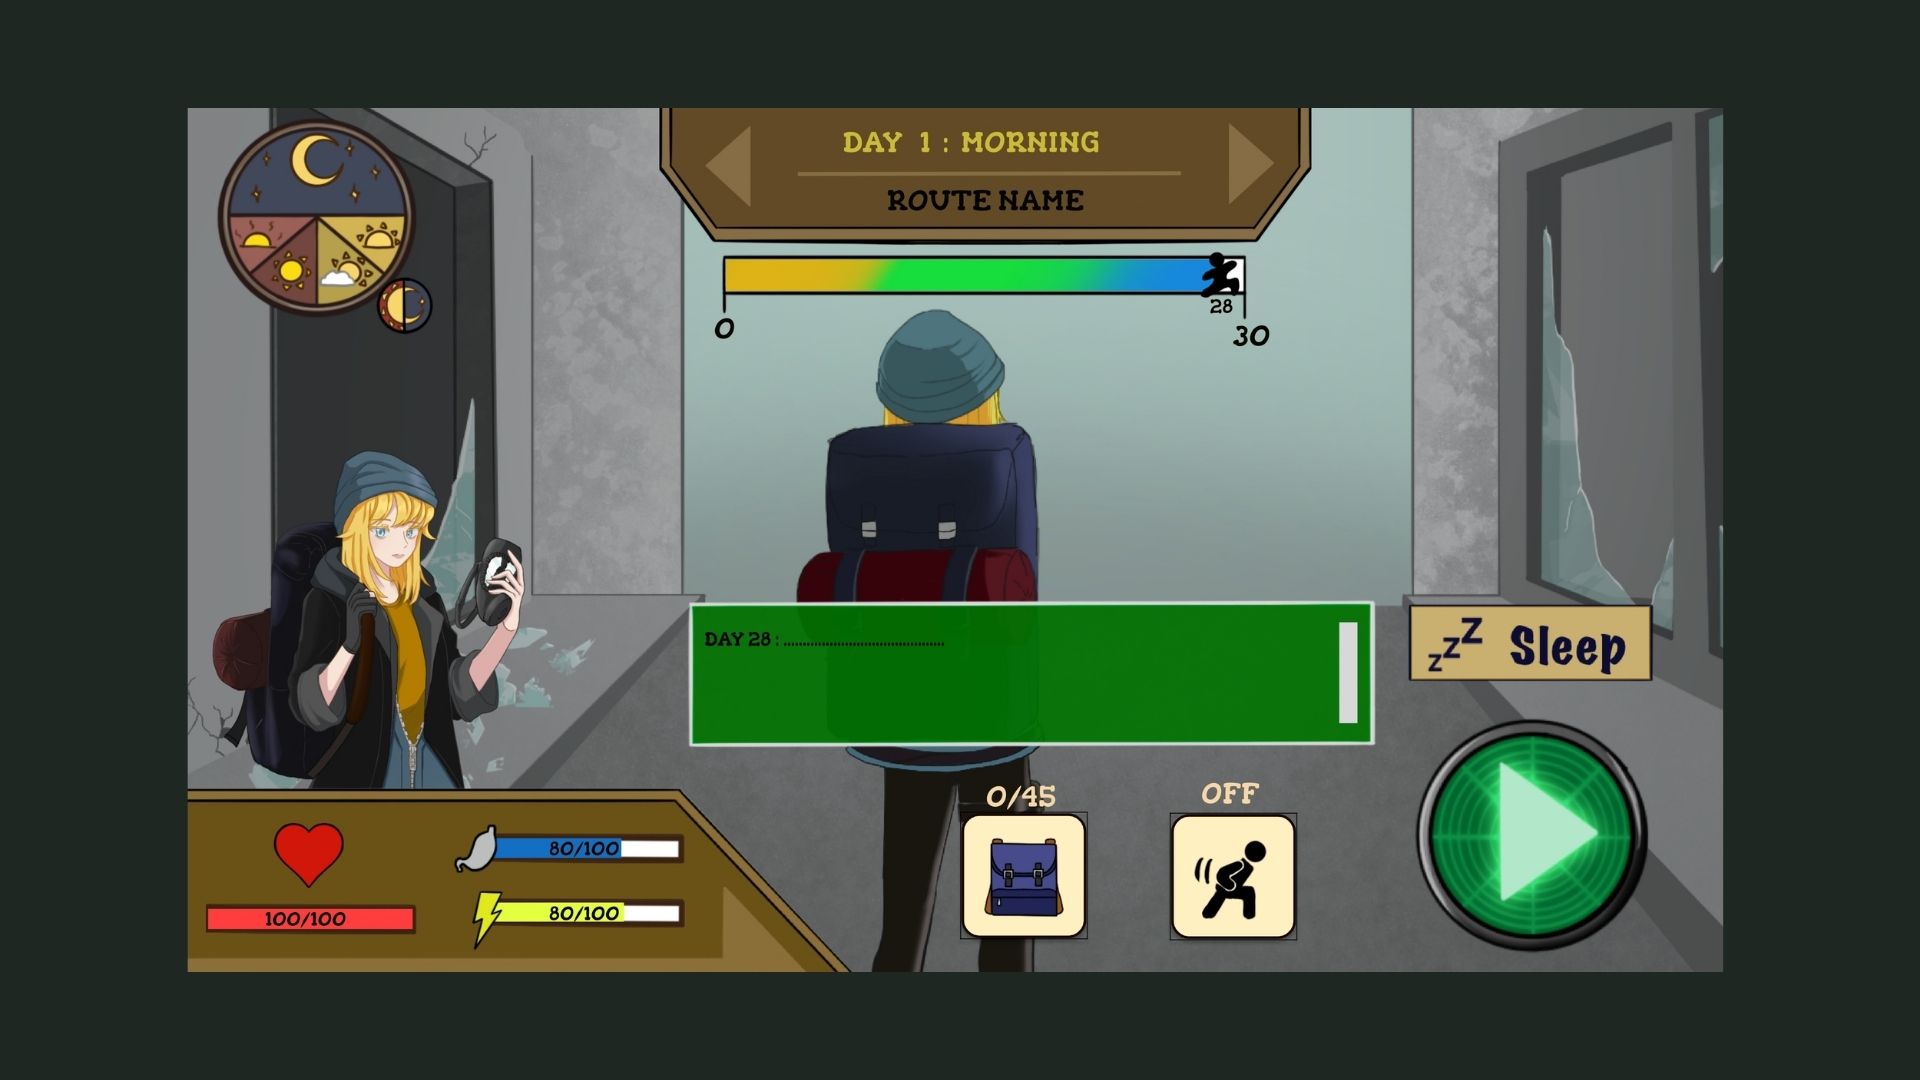 DAY 1 : MORNING
ROUTE NAME
28
0
30
DAY 28 : ........................................
zzZ Sleep
0/45
OFF
80/100
100/100
80/100